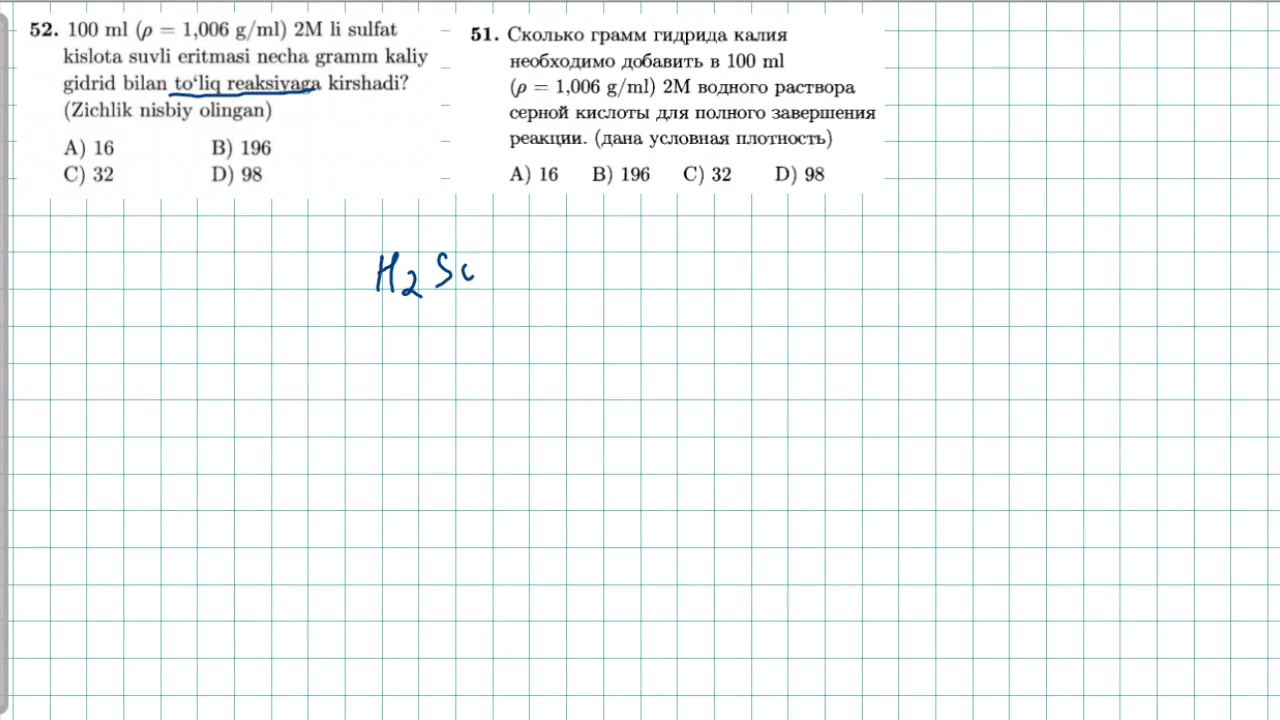 52. 100 ml (ρ = 1,006 g/ml) 2M li sulfat
kislota suvli eritmasi necha gramm kaliy
gidrid bilan to‘liq reaksiyaga kirshadi?
(Zichlik nisbiy olingan)
A) 16 B) 196
C) 32 D) 98
51. Сколько грамм гидрида калия
необходимо добавить в 100 ml
(ρ = 1,006 g/ml) 2M водного раствора
серной кислоты для полного завершения
реакции. (дана условная плотность)
A) 16 B) 196 C) 32 D) 98
H₂ Sc